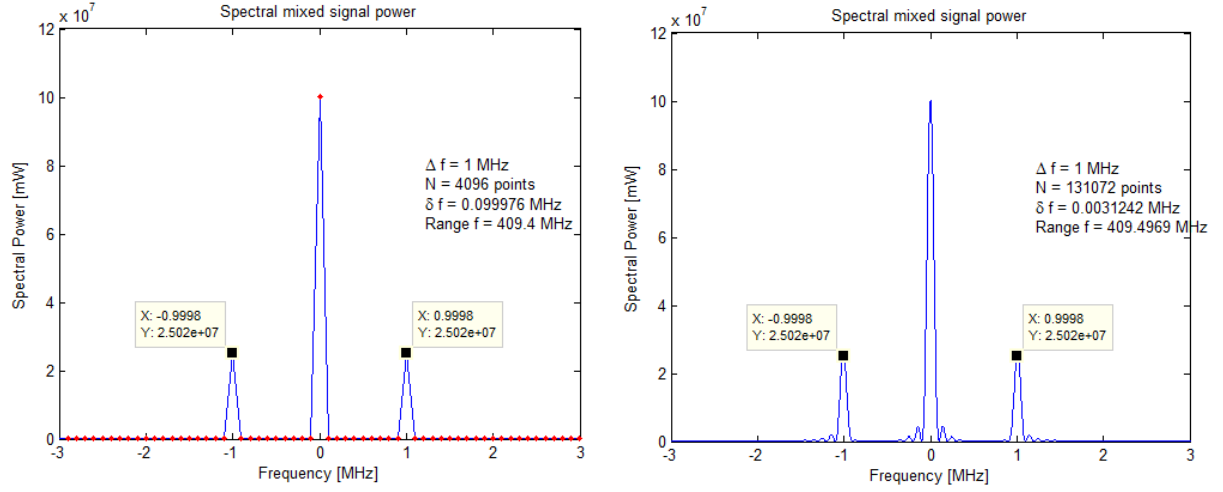 Spectral mixed signal power
x 10^7
12
10
8
6
4
2
0
-3
-2
-1
0
1
2
3
Spectral Power [mW]
Frequency [MHz]
Δ f = 1 MHz
N = 4096 points
δ f = 0.099976 MHz
Range f = 409.4 MHz
X: -0.9998
Y: 2.502e+07
X: 0.9998
Y: 2.502e+07
Spectral mixed signal power
x 10^7
12
10
8
6
4
2
0
-3
-2
-1
0
1
2
3
Spectral Power [mW]
Frequency [MHz]
Δ f = 1 MHz
N = 131072 points
δ f = 0.0031242 MHz
Range f = 409.4969 MHz
X: -0.9998
Y: 2.502e+07
X: 0.9998
Y: 2.502e+07